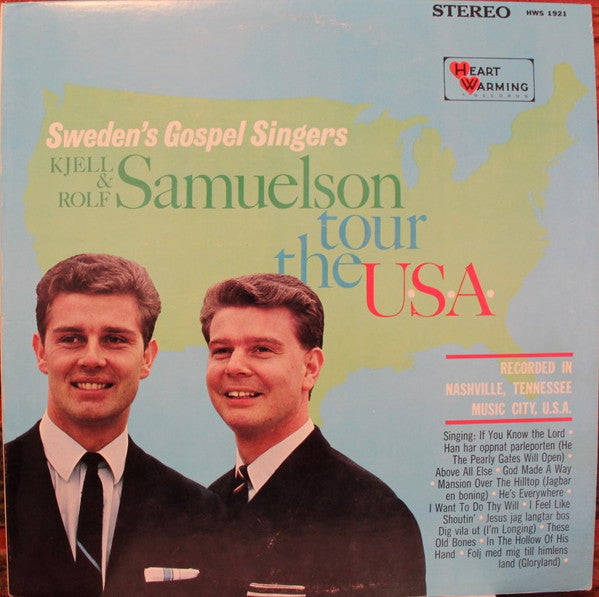 STEREO HWS 1921
HEART
WARMING
RECORDS
Sweden's Gospel Singers
KJELL
&
ROLF Samuelson
tour
the U.S.A.
RECORDED IN
NASHVILLE, TENNESSEE
MUSIC CITY, U.S.A.
Singing: If You Know the Lord •
Han har oppnat parleporten (He
The Pearly Gates Will Open) •
Above All Else • God Made A Way
• Mansion Over The Hilltop (Jagbar
en boning) • He's Everywhere •
I Want To Do Thy Will • I Feel Like
Shoutin' • Jesus jag langtar bos
Dig vila ut (I'm Longing) • These
Old Bones • In The Hollow Of His
Hand • Folj med mig till himlens
land (Gloryland) •